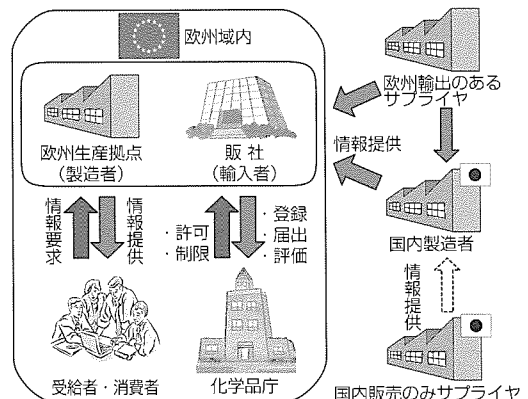 欧州域内
欧州生産拠点
(製造者)
販 社
(輸入者)
欧州輸出のある
サプライヤ
情報提供
国内製造者
情報要求
情報提供
・許可
・制限
・登録
・届出
・評価
情報提供
受給者・消費者
化学品庁
国内販売のみサプライヤ